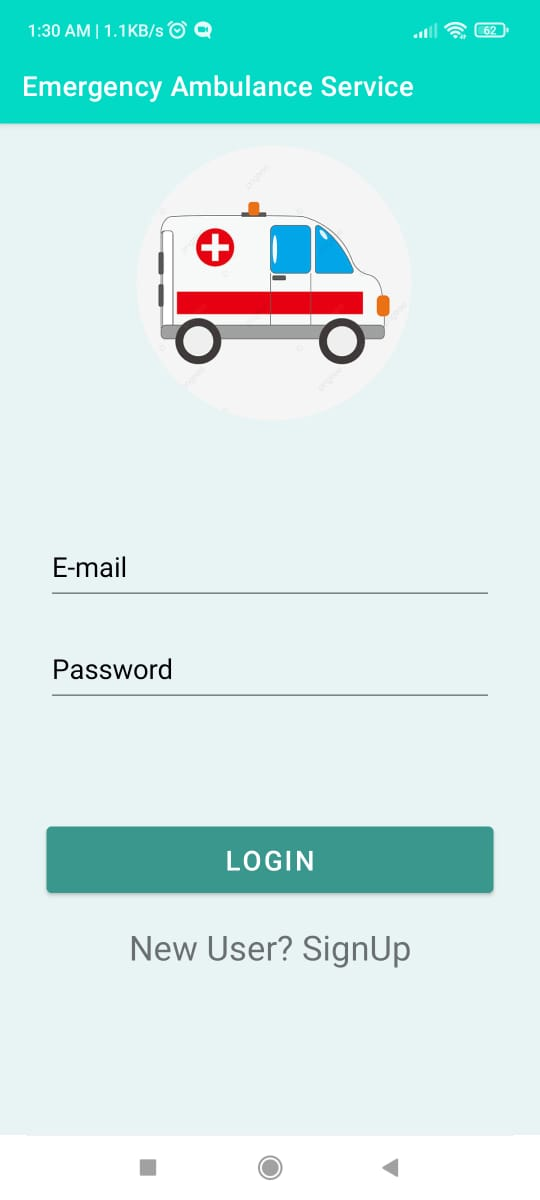 1:30 AM | 1.1KB/s 62
Emergency Ambulance Service
E-mail
Password
LOGIN
New User? SignUp